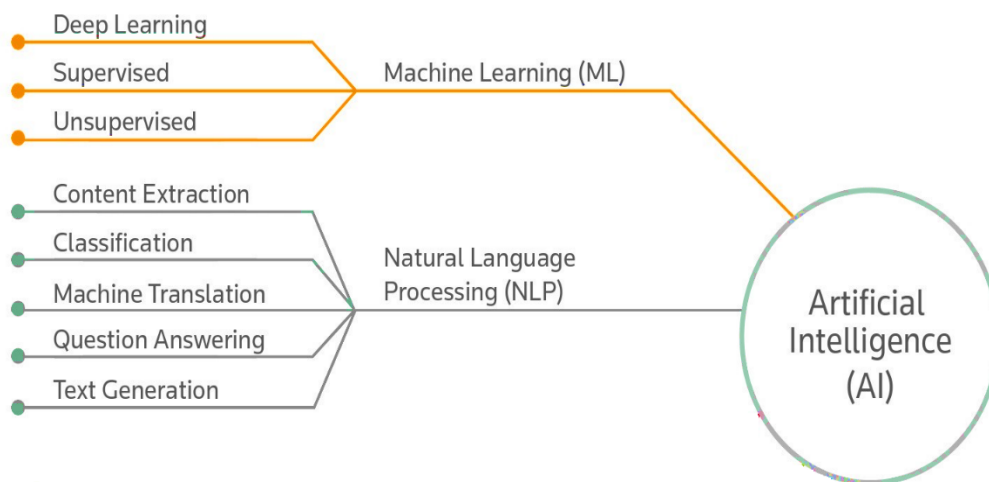 Deep Learning
Supervised
Unsupervised
Machine Learning (ML)
Content Extraction
Classification
Machine Translation
Question Answering
Text Generation
Natural Language
Processing (NLP)
Artificial
Intelligence
(AI)